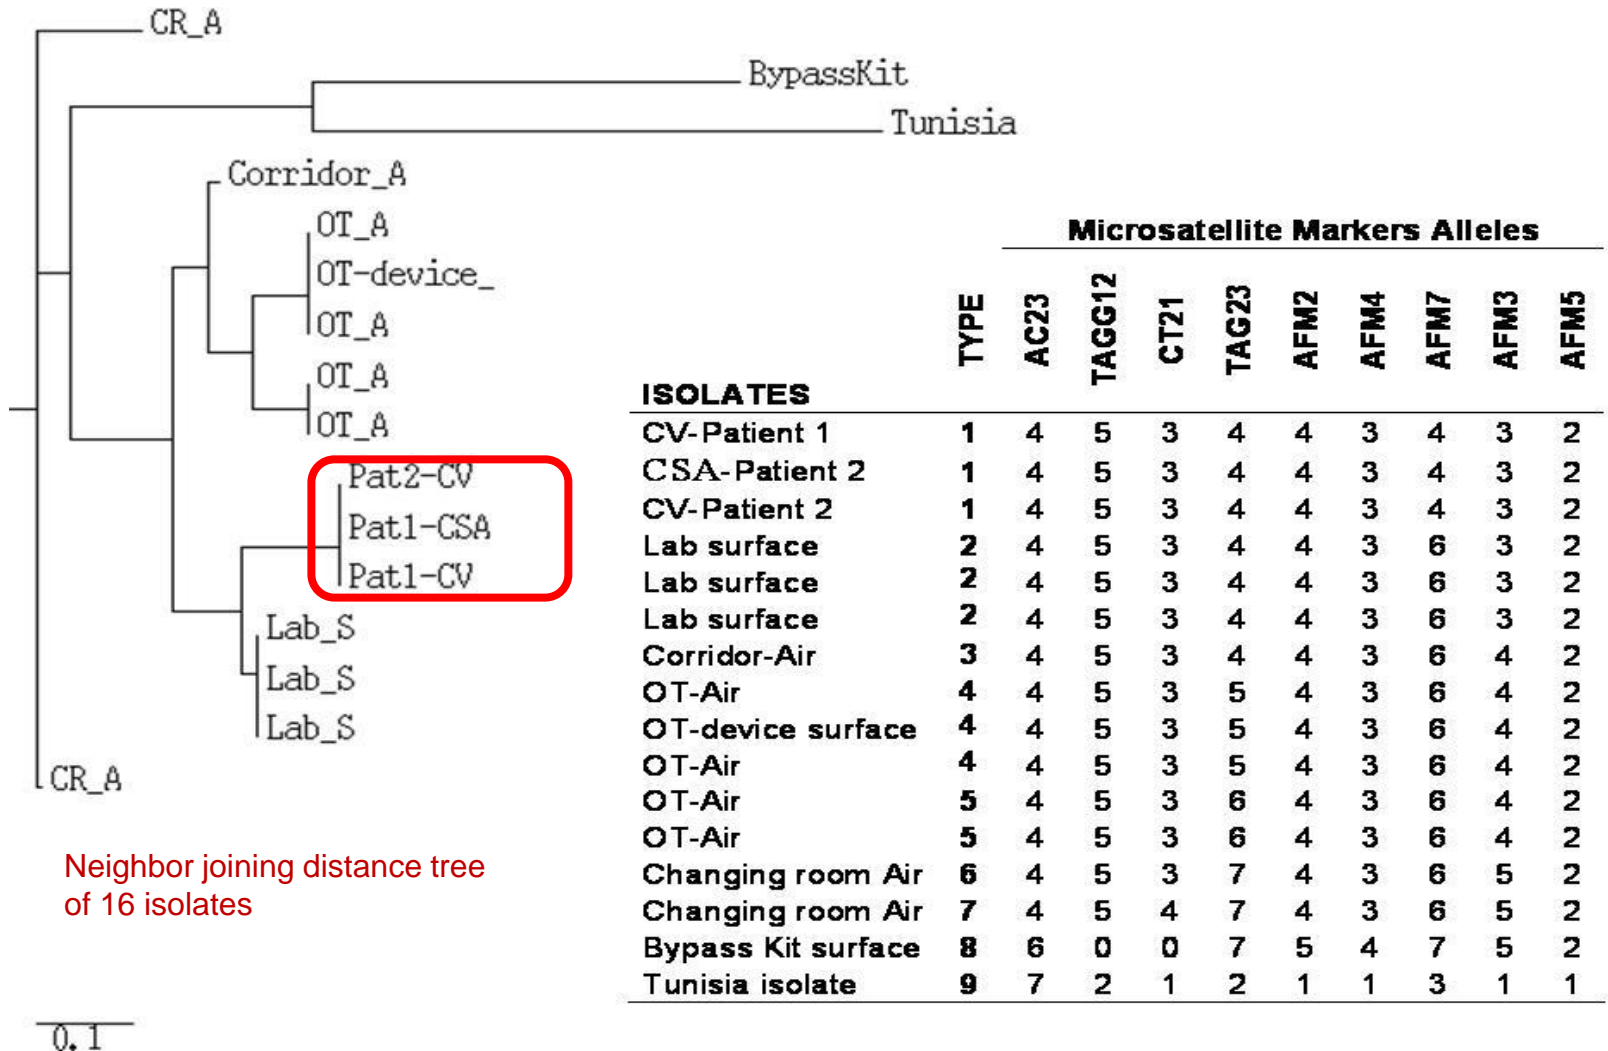 CR_A
BypassKit
Tunisia
Corridor_A
OT_A
OT-device_
OT_A
OT_A
OT_A
Pat2-CV
Pat1-CSA
Pat1-CV
Lab_S
Lab_S
Lab_S
CR_A
Neighbor joining distance tree
of 16 isolates
0.1
Microsatellite Markers Alleles
ISOLATES TYPE AC23 TAGG12 CT21 TAG23 AFM2 AFM4 AFM7 AFM3 AFM5
CV-Patient 1 1 4 5 3 4 4 3 4 3 2
CSA-Patient 2 1 4 5 3 4 4 3 4 3 2
CV-Patient 2 1 4 5 3 4 4 3 4 3 2
Lab surface 2 4 5 3 4 4 3 6 3 2
Lab surface 2 4 5 3 4 4 3 6 3 2
Lab surface 2 4 5 3 4 4 3 6 3 2
Corridor-Air 3 4 5 3 4 4 3 6 4 2
OT-Air 4 4 5 3 5 4 3 6 4 2
OT-device surface 4 4 5 3 5 4 3 6 4 2
OT-Air 4 4 5 3 5 4 3 6 4 2
OT-Air 5 4 5 3 6 4 3 6 4 2
OT-Air 5 4 5 3 6 4 3 6 4 2
Changing room Air 6 4 5 3 7 4 3 6 5 2
Changing room Air 7 4 5 4 7 4 3 6 5 2
Bypass Kit surface 8 6 0 0 7 5 4 7 5 2
Tunisia isolate 9 7 2 1 2 1 1 3 1 1